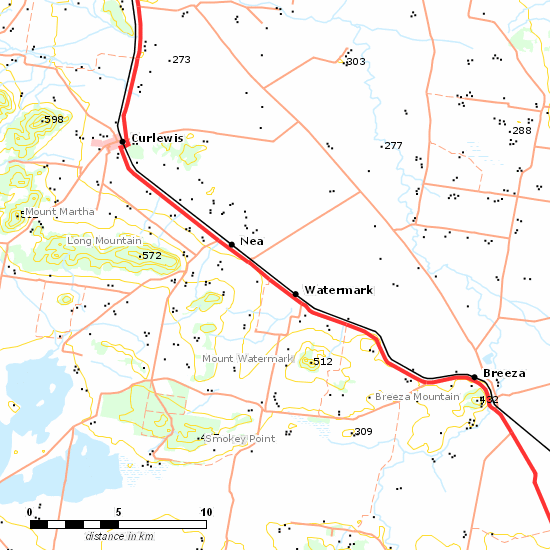 273
303
598
288
Curlewis
277
Mount Martha
Nea
Long Mountain
572
Watermark
Mount Watermark
512
Breeza
Breeza Mountain
432
309
Smokey Point
0
5
10
distance in km